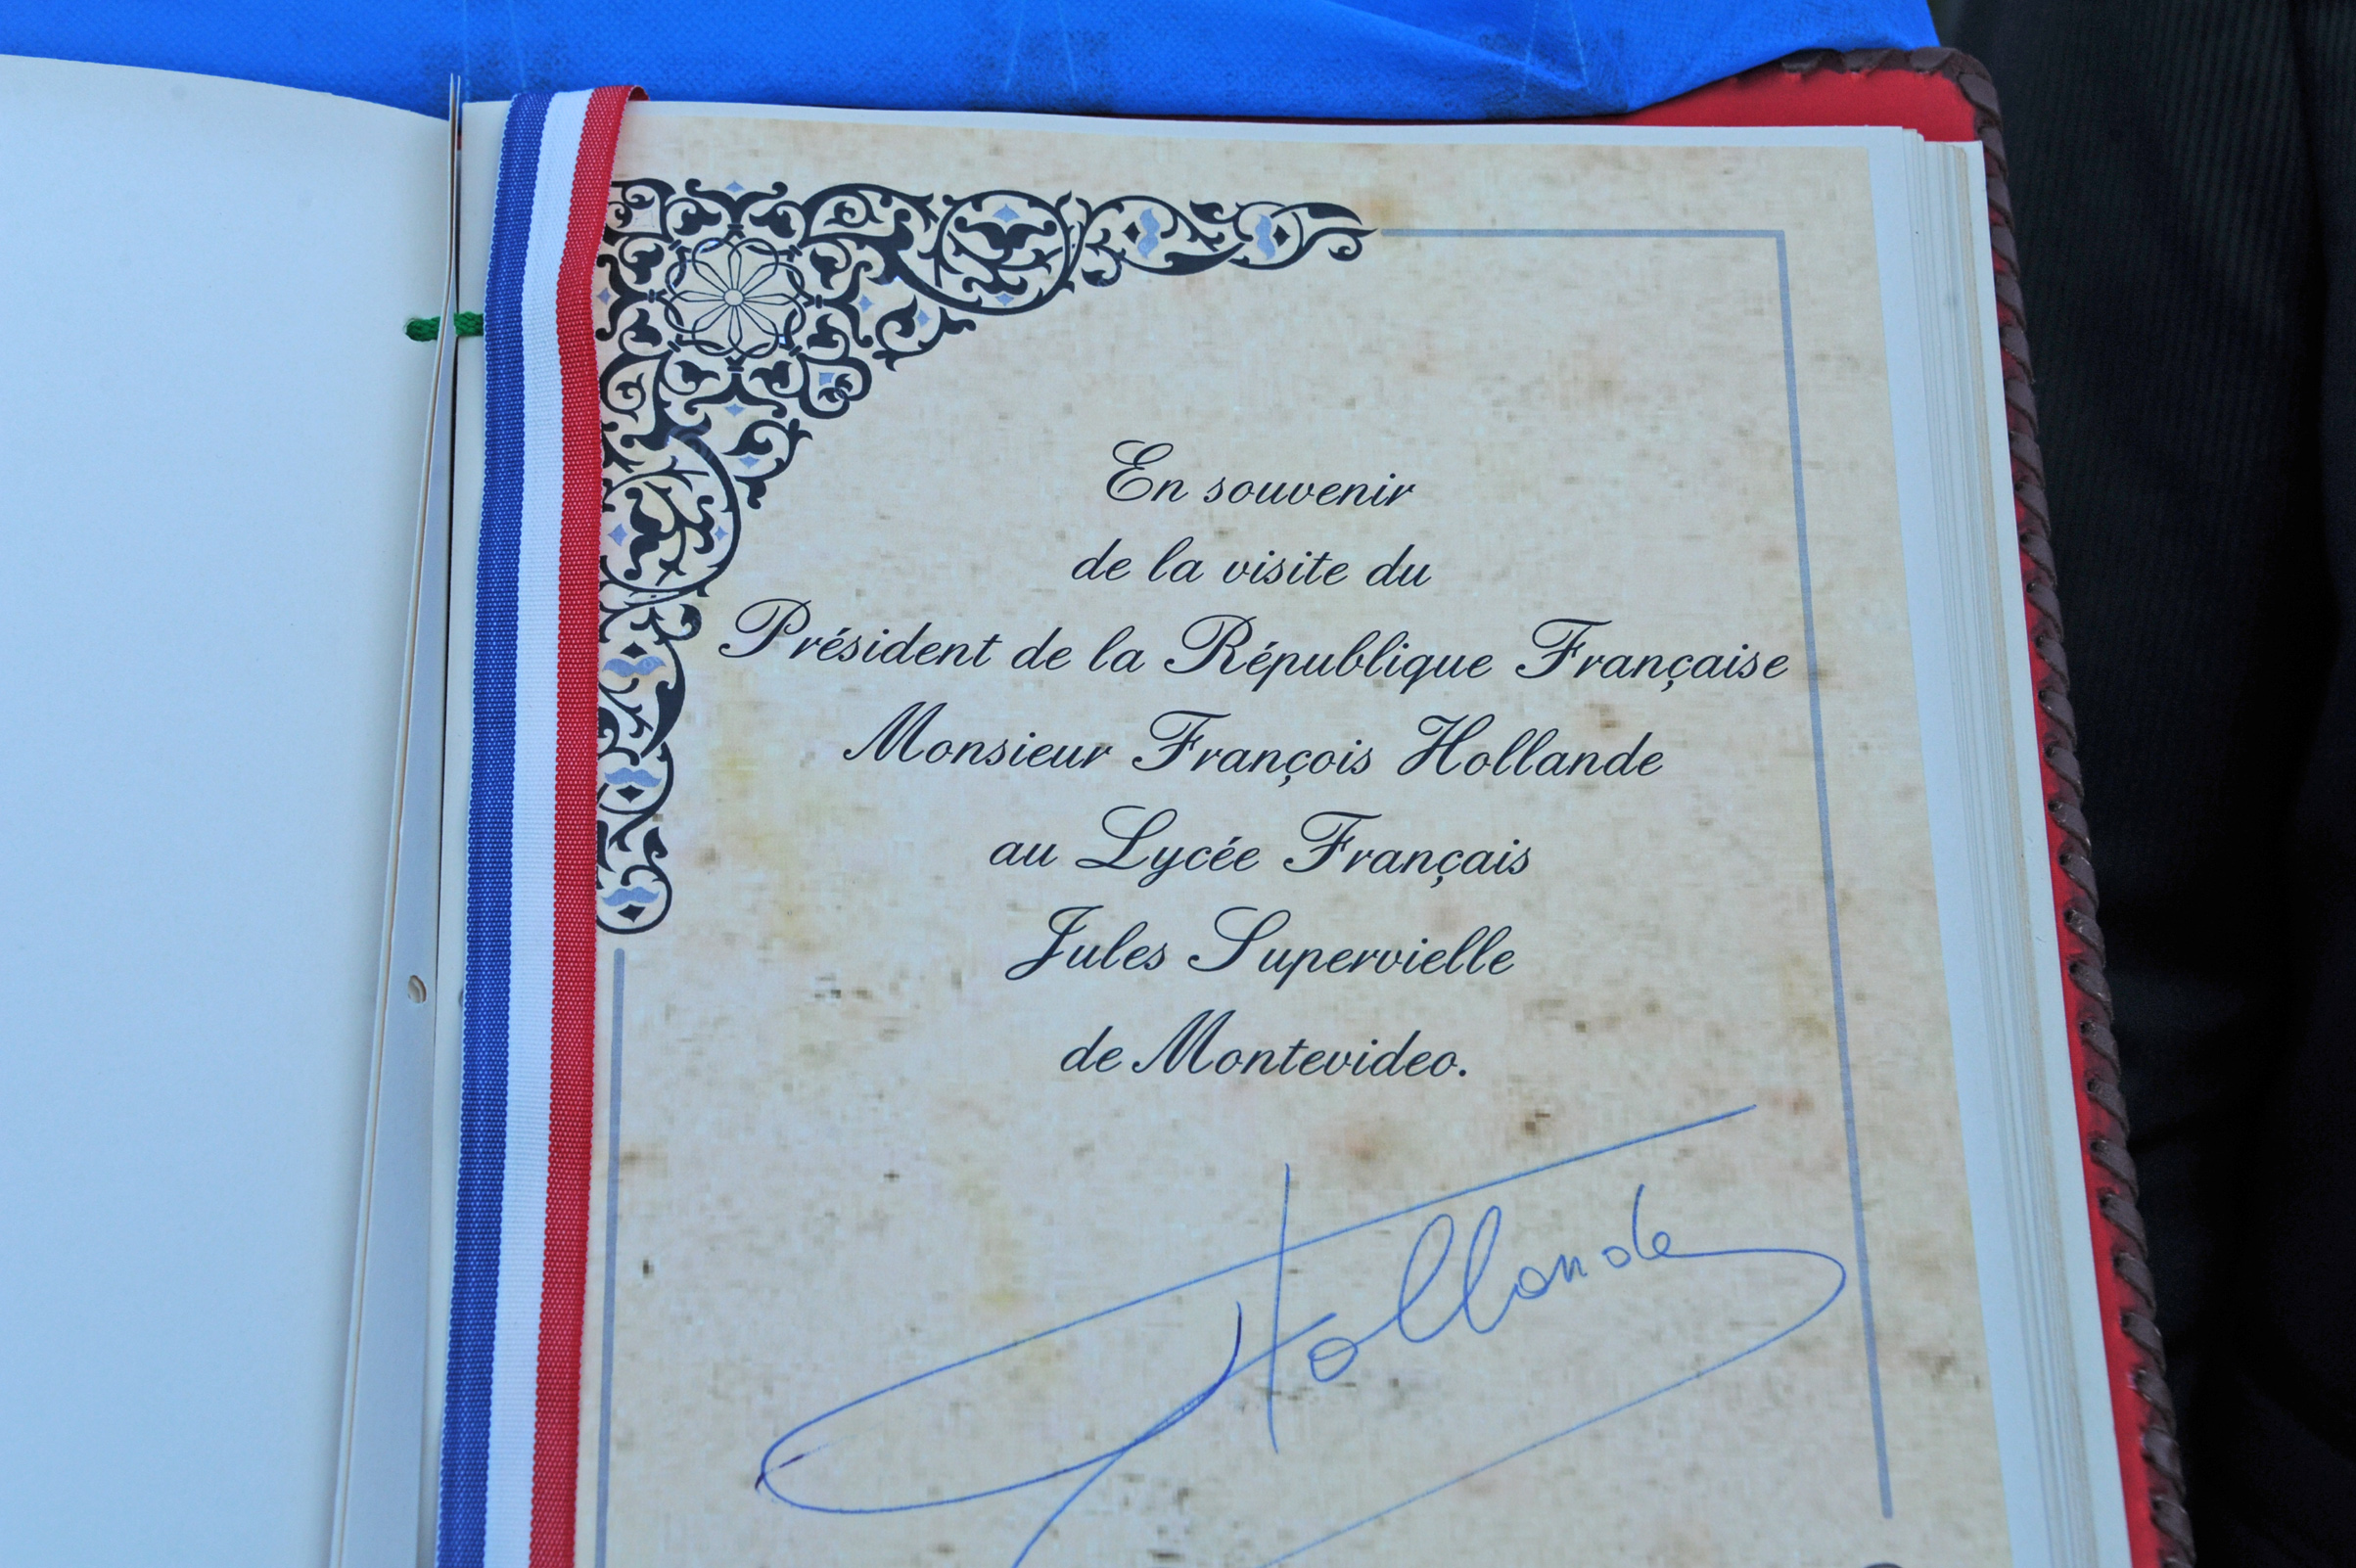 En souvenir
de la visite du
Président de la République Française
Monsieur François Hollande
au Lycée Français
Jules Supervielle
de Montevideo.
Hollande